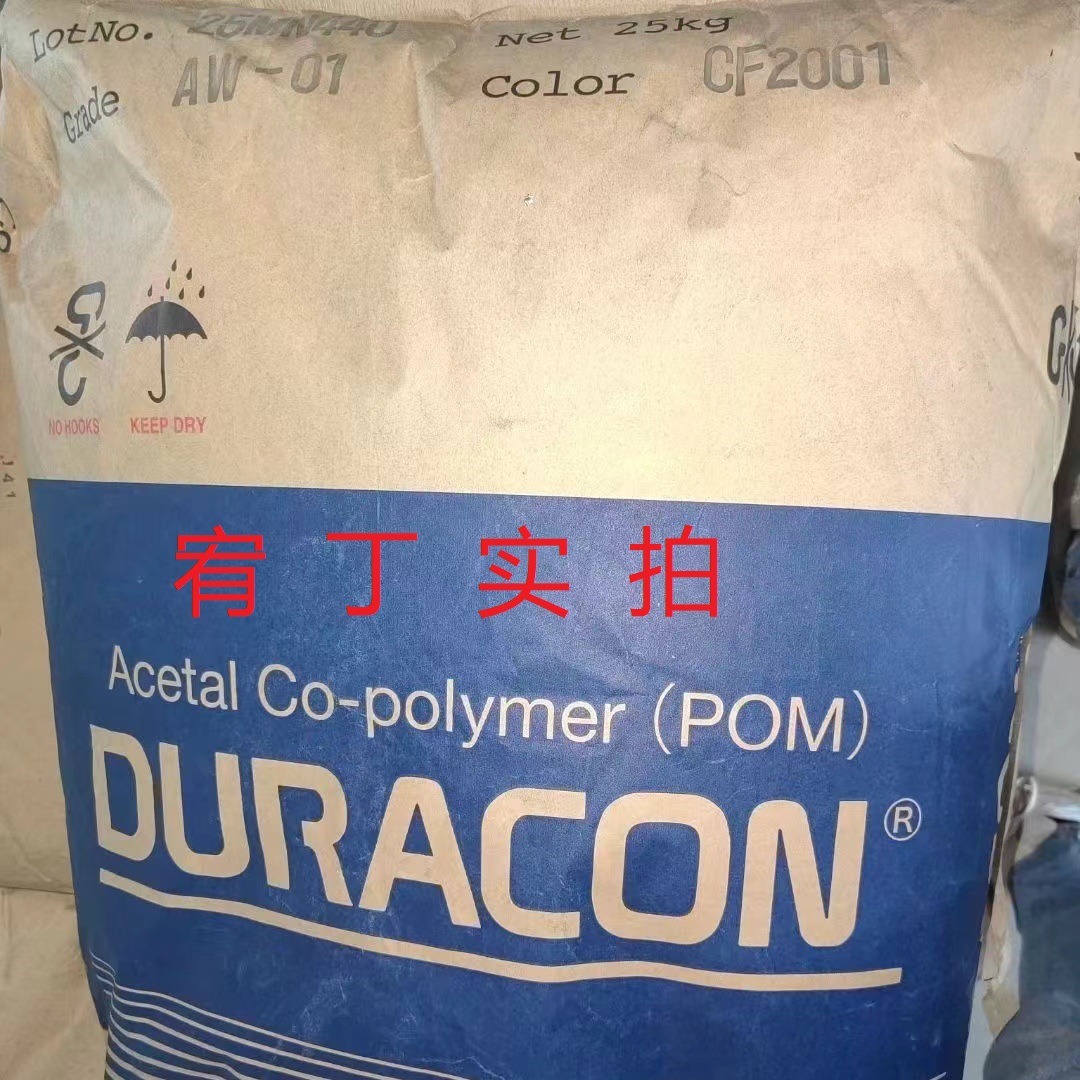 LotNo. 26MN440 Net 25kg
Grade AW-01 Color CF2001
NO HOOKS KEEP DRY
宥丁实拍
Acetal Co-polymer (POM)
DURACON®